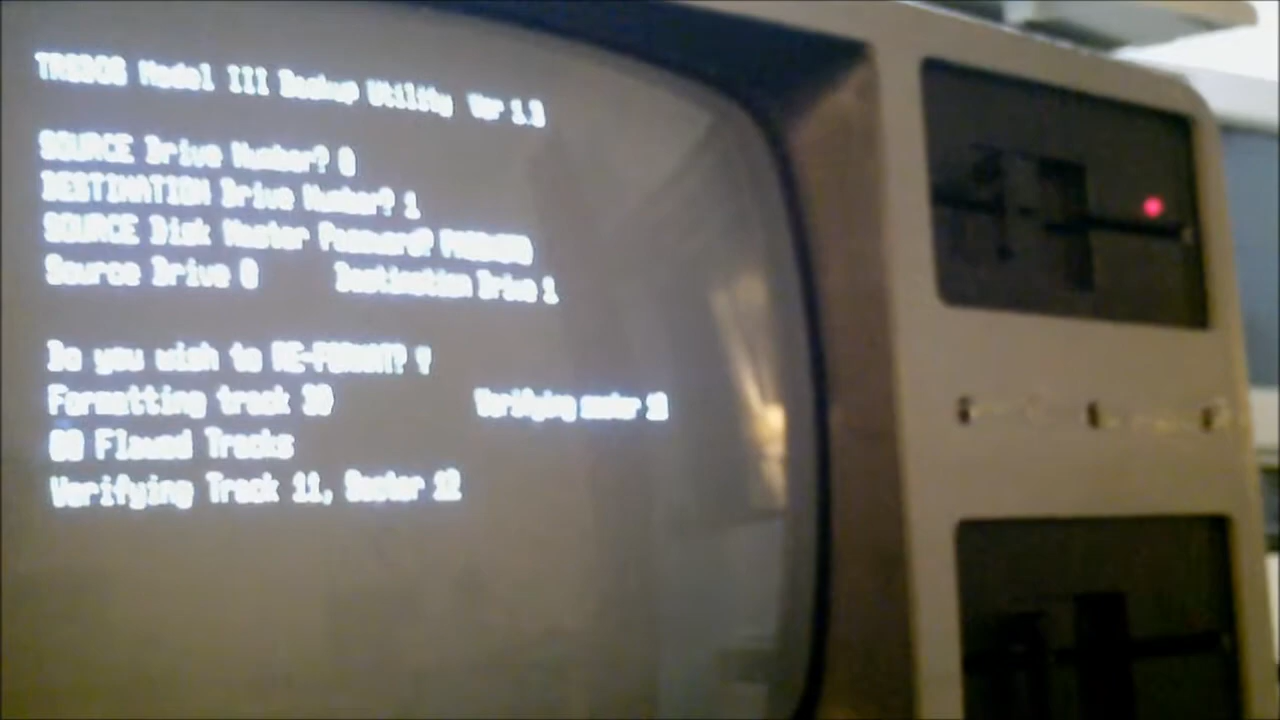 TRSDOS Model III Backup Utility Ver 1.3
SOURCE Drive Number? 0
DESTINATION Drive Number? 1
SOURCE Disk Master Password? PASSWORD
Source Drive 0 Destination Drive 1
Do you wish to RE-FORMAT? Y
Formatting track 39 Verifying sector
00 Flawed Tracks
Verifying Track 11, Sector 12